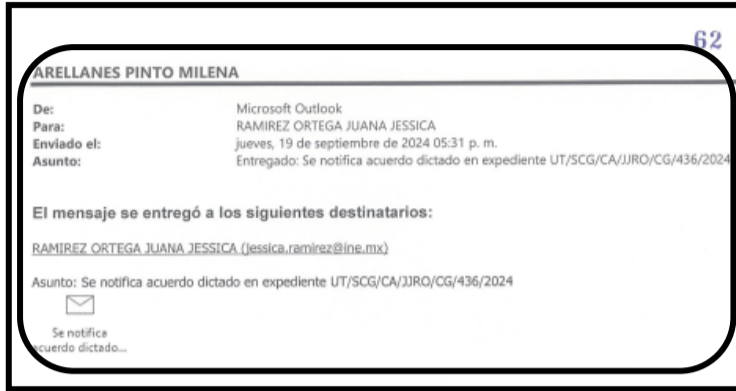 62
ARELLANES PINTO MILENA
De: Microsoft Outlook
Para: RAMIREZ ORTEGA JUANA JESSICA
Enviado el: jueves, 19 de septiembre de 2024 05:31 p. m.
Asunto: Entregado: Se notifica acuerdo dictado en expediente UT/SCG/CA/JJRO/CG/436/2024
El mensaje se entregó a los siguientes destinatarios:
RAMIREZ ORTEGA JUANA JESSICA (jessica.ramirez@ine.mx)
Asunto: Se notifica acuerdo dictado en expediente UT/SCG/CA/JJRO/CG/436/2024
Se notifica
acuerdo dictado...